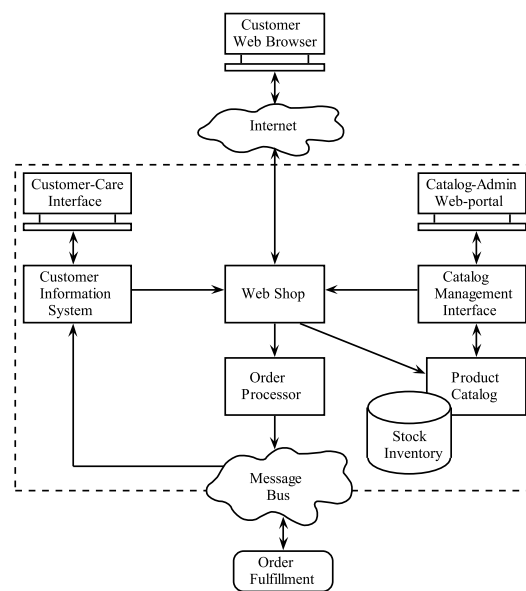 Customer
Web Browser
Internet
Customer-Care
Interface
Catalog-Admin
Web-portal
Customer
Information
System
Web Shop
Catalog
Management
Interface
Order
Processor
Product
Catalog
Stock
Inventory
Message
Bus
Order
Fulfillment